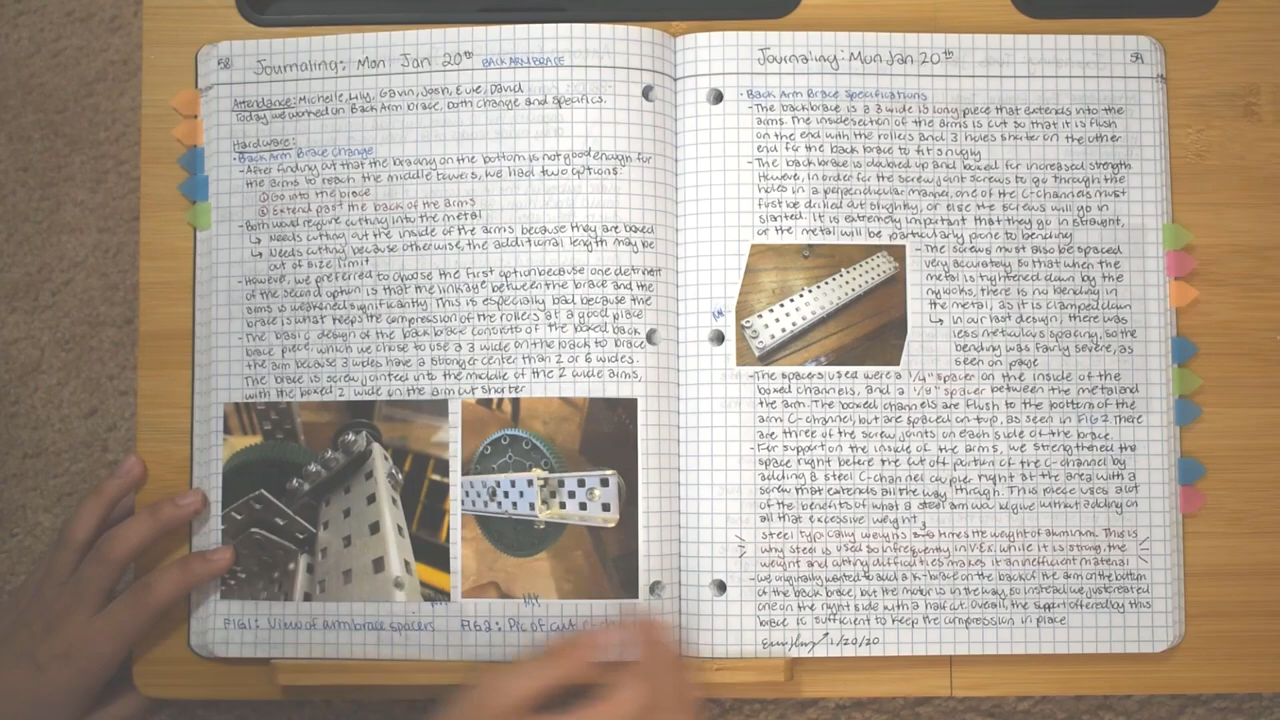 58
Journaling: Mon Jan 20th BACK ARM BRACE
Attendance: Michelle, Lily, Gavin, Josh, Eve, David
Today we worked on Back Arm brace, both change and specifics.
Hardware:
• Back Arm Brace Change
- After finding out that the bracing on the bottom is not good enough for
the arms to reach the middle towers, we had two options:
① Go into the brace
② Extend past the back of the arms
- Both would require cutting into the metal
↳ Needs cutting out the inside of the arms because they are boxed
↳ Needs cutting because otherwise, the additional length may be
out of size limit
- However, we preferred to choose the first option because one detriment
of the second option is that the linkage between the brace and the
arms is weakened significantly. This is especially bad because the
brace is what keeps the compression of the rollers at a good place
- The basic design of the back brace consists of the boxed back
brace piece, which we chose to use a 3 wide on the back to brace
the arm because 3 wides have a stronger center than 2 or 5 wides.
The brace is screw jointed into the middle of the 2 wide arms,
with the boxed 2 wide on the arm cut shorter
FIG 1: View of arm brace spacers
FIG 2: Pic of cut
59
Journaling: Mon Jan 20th
• Back Arm Brace Specifications
- The back brace is a 3 wide 15 long piece that extends into the
arms. The inside section of the arms is cut so that it is flush
on the end with the rollers and 3 holes shorter on the other
end for the back brace to fit snugly
- The back brace is doubled up and boxed for increased strength
However, in order for the screw joint screws to go through the
holes in a perpendicular manner, one of the C-channels must
first be drilled out slightly, or else the screws will go in
slanted. It is extremely important that they go in straight,
or the metal will be particularly prone to bending
- The screws must also be spaced
very accurately so that when the
metal is tightened down by the
nylocks, there is no bending in
the metal, as it is clamped down
↳ in our last design, there was
less meticulous spacing, so the
bending was fairly severe, as
seen on page
- The spacers used were a 1/4" spacer on the inside of the
boxed channels, and a 1/8" spacer between the metal and
the arm. The boxed channels are flush to the bottom of the
arm C-channel, but are spaced on top, as seen in FIG 2. There
are three of the screw joints on each side of the brace.
- For support on the inside of the arms, we strengthened the
space right before the cut off portion of the C-channel by
adding a steel C-channel coupler right at the area with a
screw that extends all the way through. This piece uses a lot
of the benefits of what a steel arm would give without adding on
all that excessive weight
steel typically weighs times the weight of aluminum. This is
why steel is used so infrequently in VEX. While it is strong, the
weight and cutting difficulties makes it an inefficient material
- We originally wanted to add a K-brace on the back of the arm on the bottom
of the back brace, but the motor is in the way, so instead we just created
one on the right side with a half cut. Overall, the support offered by this
brace is sufficient to keep the compression in place
1/20/20